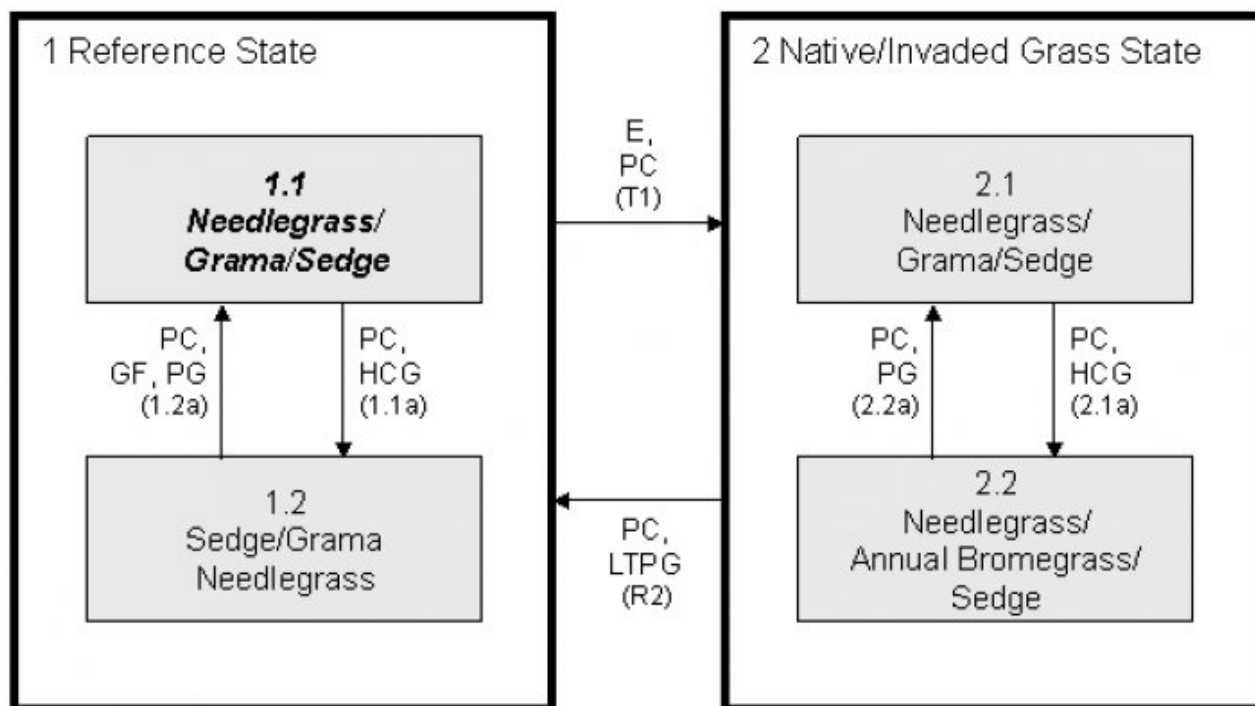 1 Reference State
1.1
Needlegrass/
Grama/Sedge
PC,
GF, PG
(1.2a)
PC,
HCG
(1.1a)
1.2
Sedge/Grama
Needlegrass
E,
PC
(T1)
PC,
LTPG
(R2)
2 Native/Invaded Grass State
2.1
Needlegrass/
Grama/Sedge
PC,
PG
(2.2a)
PC,
HCG
(2.1a)
2.2
Needlegrass/
Annual Bromegrass/
Sedge